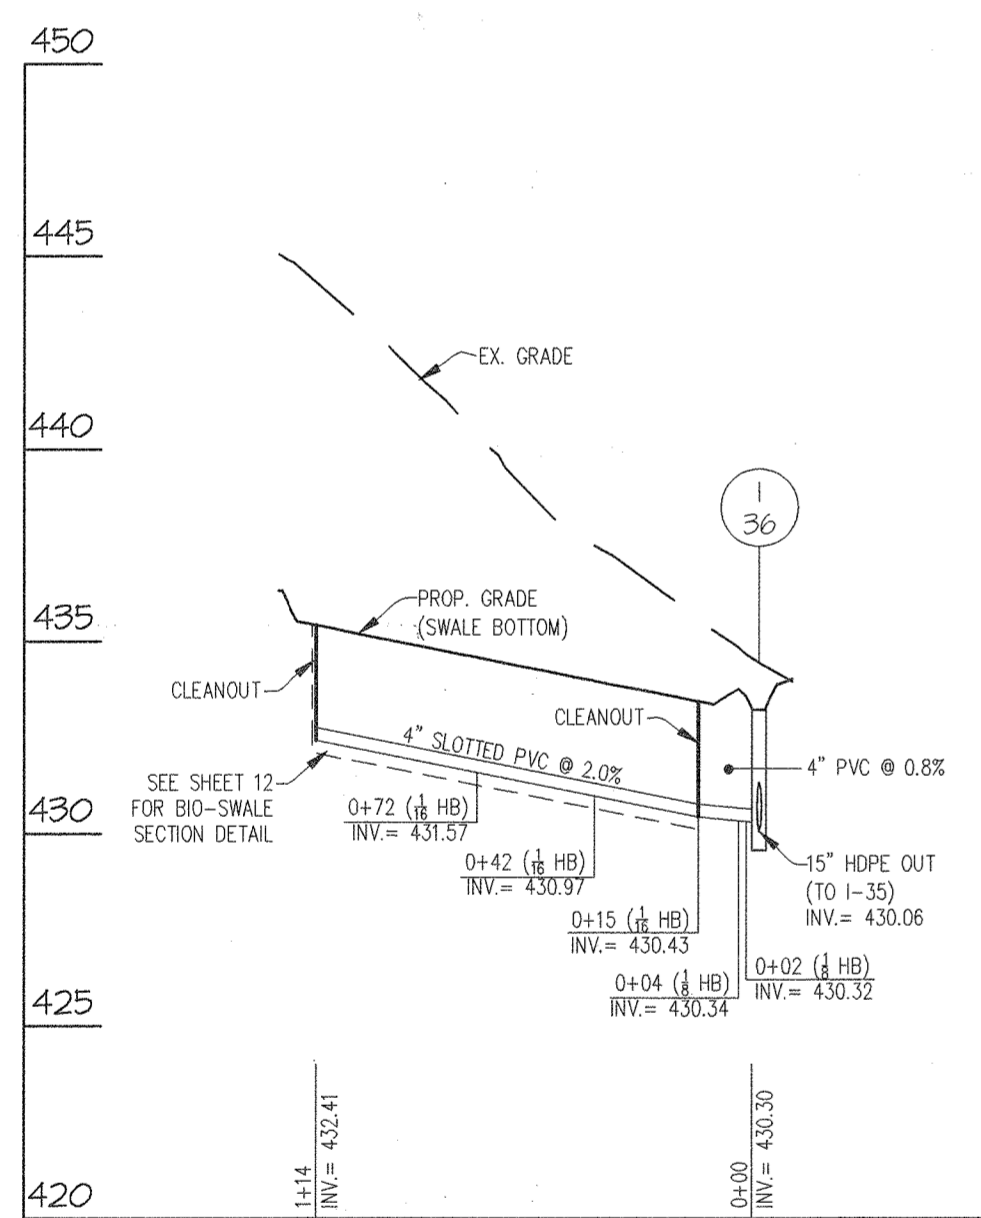 450
445
EX. GRADE
440
I
36
435
PROP. GRADE
(SWALE BOTTOM)
CLEANOUT
CLEANOUT
4" SLOTTED PVC @ 2.0%
4" PVC @ 0.8%
SEE SHEET 12
FOR BIO-SWALE
SECTION DETAIL
430
0+72 (1/16 HB)
INV.= 431.57
0+42 (1/16 HB)
INV.= 430.97
15" HDPE OUT
(TO I-35)
INV.= 430.06
0+15 (1/16 HB)
INV.= 430.43
0+04 (1/8 HB)
INV.= 430.34
0+02 (1/8 HB)
INV.= 430.32
425
1+14
INV.= 432.41
0+00
INV.= 430.30
420